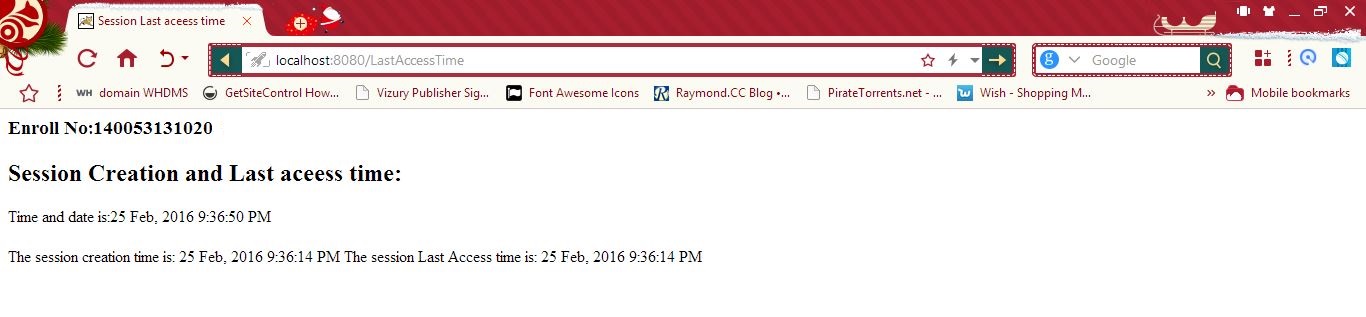 Session Last aceess time
localhost:8080/LastAccessTime
Google
WH domain WHDMS
GetSiteControl How...
Vizury Publisher Sig...
Font Awesome Icons
Raymond.CC Blog •...
PirateTorrents.net - ...
Wish - Shopping M...
» Mobile bookmarks
Enroll No:140053131020
Session Creation and Last aceess time:
Time and date is:25 Feb, 2016 9:36:50 PM
The session creation time is: 25 Feb, 2016 9:36:14 PM The session Last Access time is: 25 Feb, 2016 9:36:14 PM